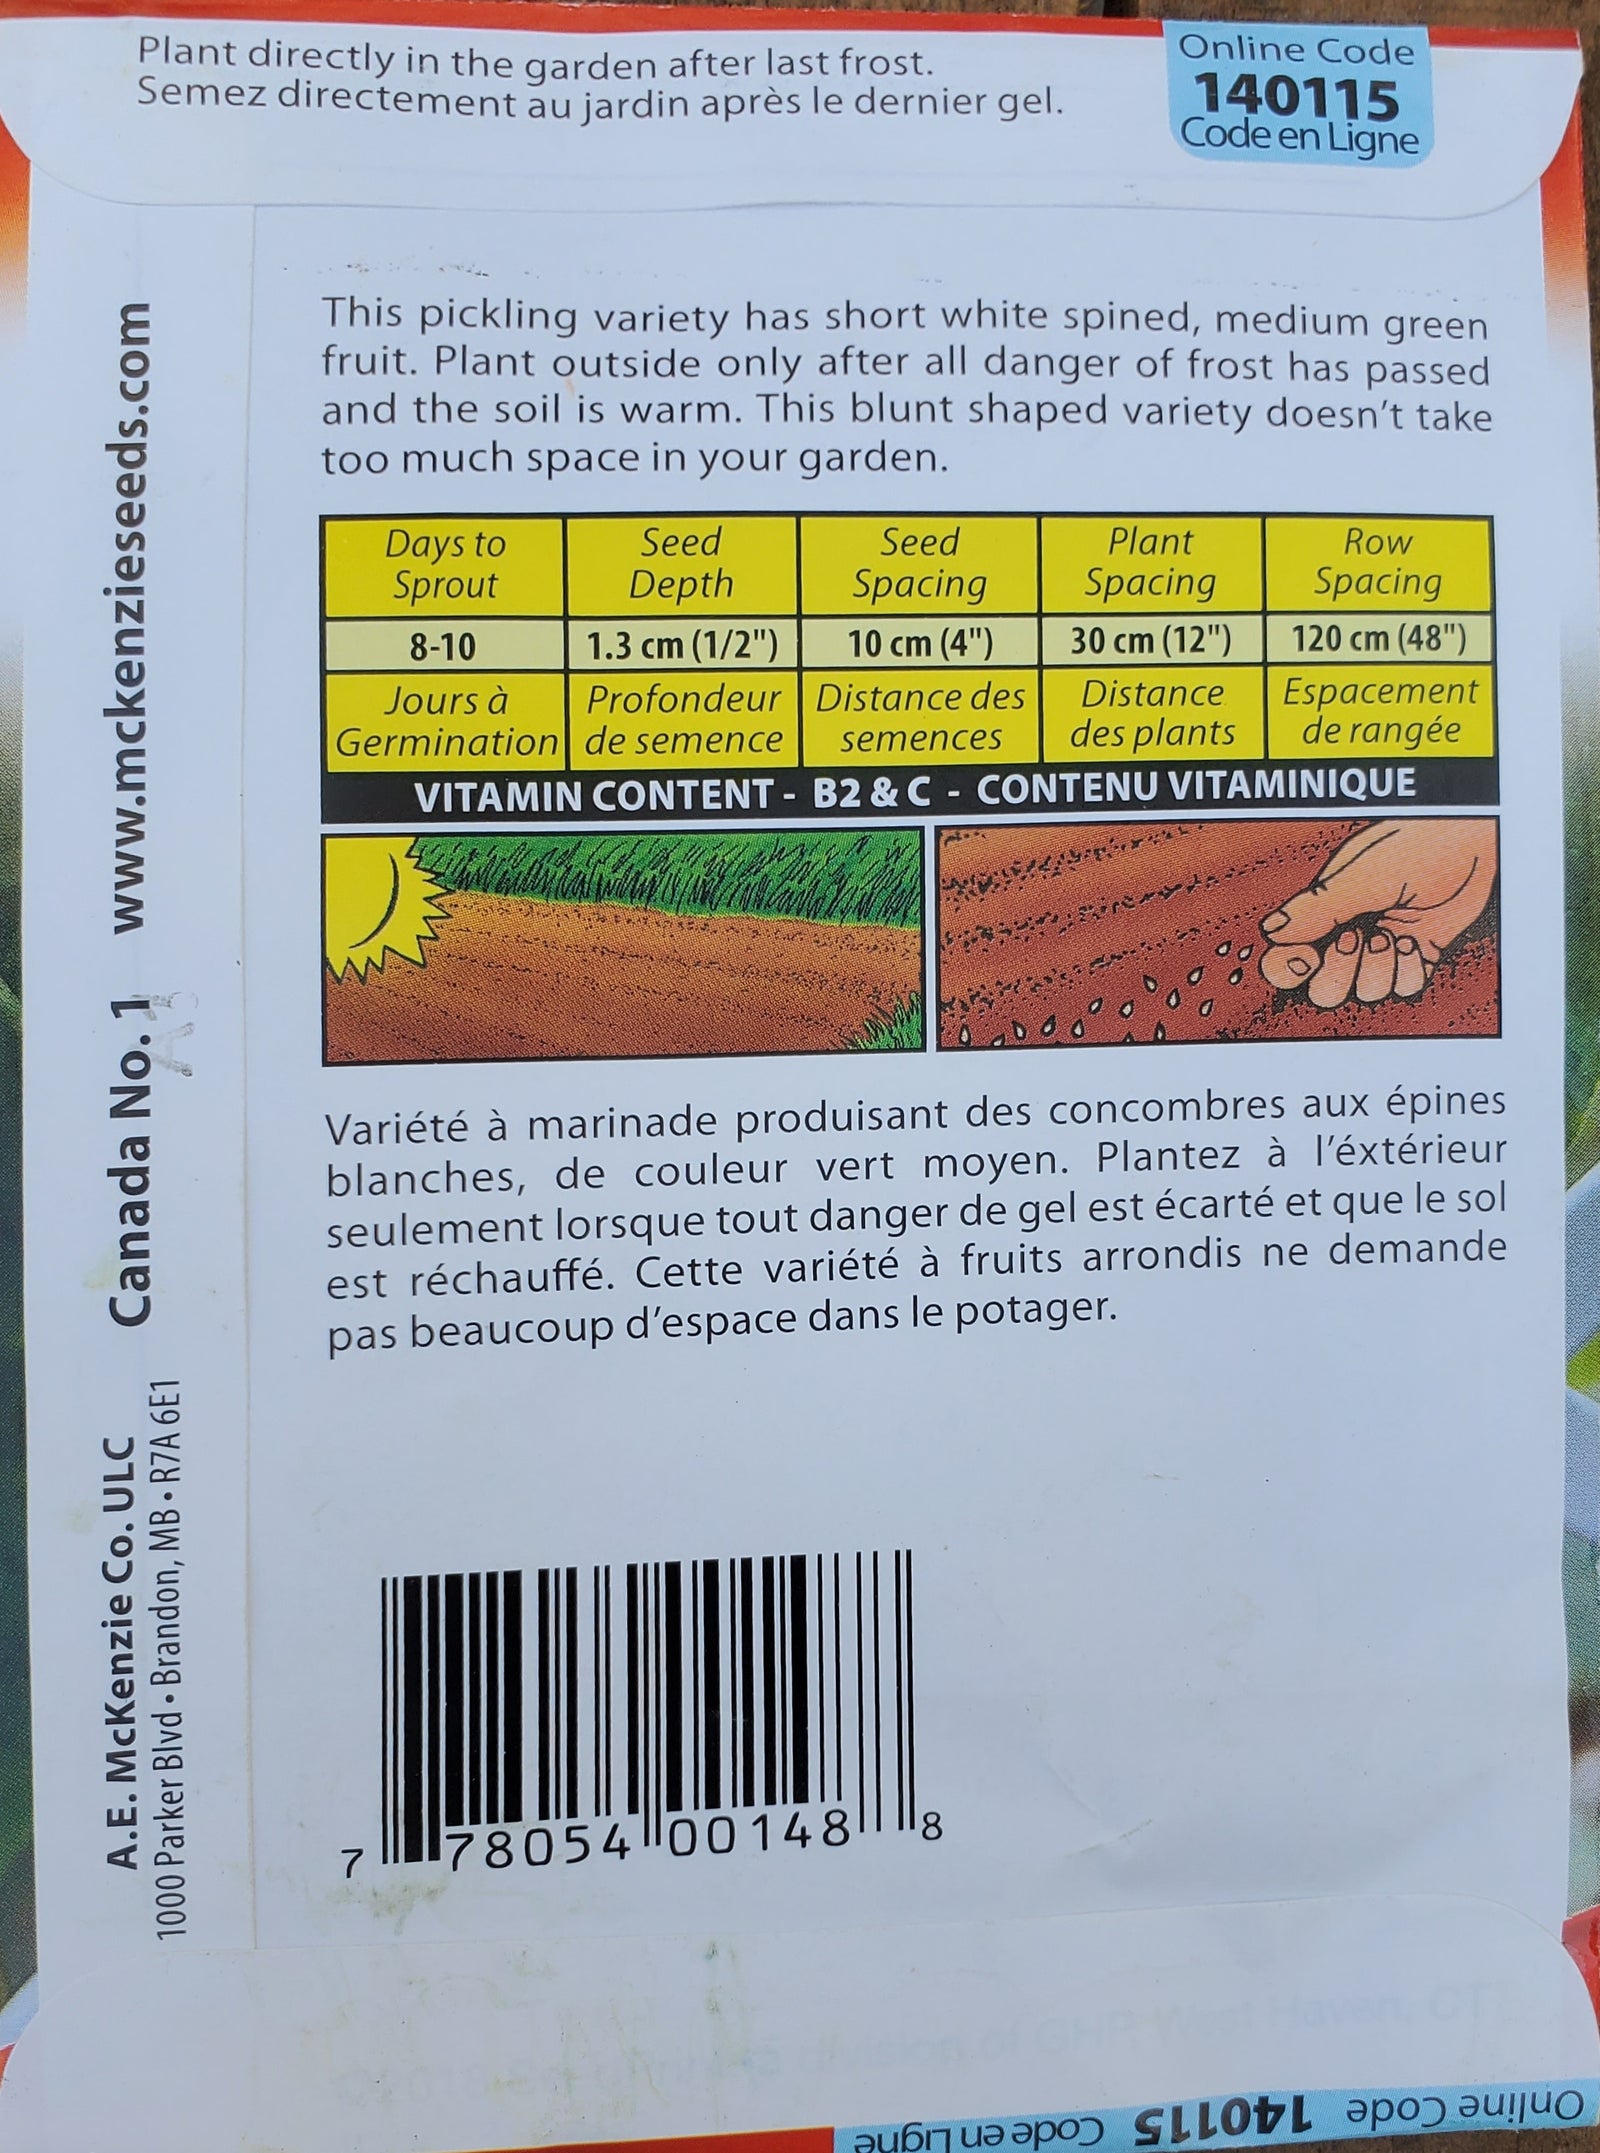 Plant directly in the garden after last frost.
Semez directement au jardin après le dernier gel.
Online Code
140115
Code en Ligne
This pickling variety has short white spined, medium green
fruit. Plant outside only after all danger of frost has passed
and the soil is warm. This blunt shaped variety doesn't take
too much space in your garden.
Days to
Sprout
Seed
Depth
Seed
Spacing
Plant
Spacing
Row
Spacing
8-10
1.3 cm (1/2")
10 cm (4")
30 cm (12")
120 cm (48")
Jours à
Germination
Profondeur
de semence
Distance des
semences
Distance
des plants
Espacement
de rangée
VITAMIN CONTENT - B2 & C - CONTENU VITAMINIQUE
Variété à marinade produisant des concombres aux épines
blanches, de couleur vert moyen. Plantez à l'éxtérieur
seulement lorsque tout danger de gel est écarté et que le sol
est réchauffé. Cette variété à fruits arrondis ne demande
pas beaucoup d'espace dans le potager.
7 78054 00148 8
A.E. McKenzie Co. ULC Canada No. 1 www.mckenzieseeds.com
1000 Parker Blvd • Brandon, MB • R7A 6E1
division of GHP, West Haven, CT
Online Code 140115 Code en Ligne